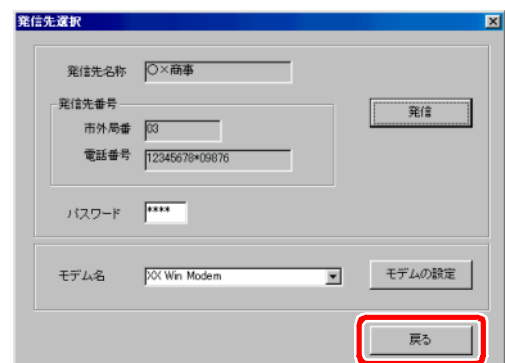 発信先選択
発信先名称 ○×商事
発信先番号
発信
市外局番 03
電話番号 12345678*09876
パスワード ****
モデム名 XX Win Modem モデムの設定
戻る